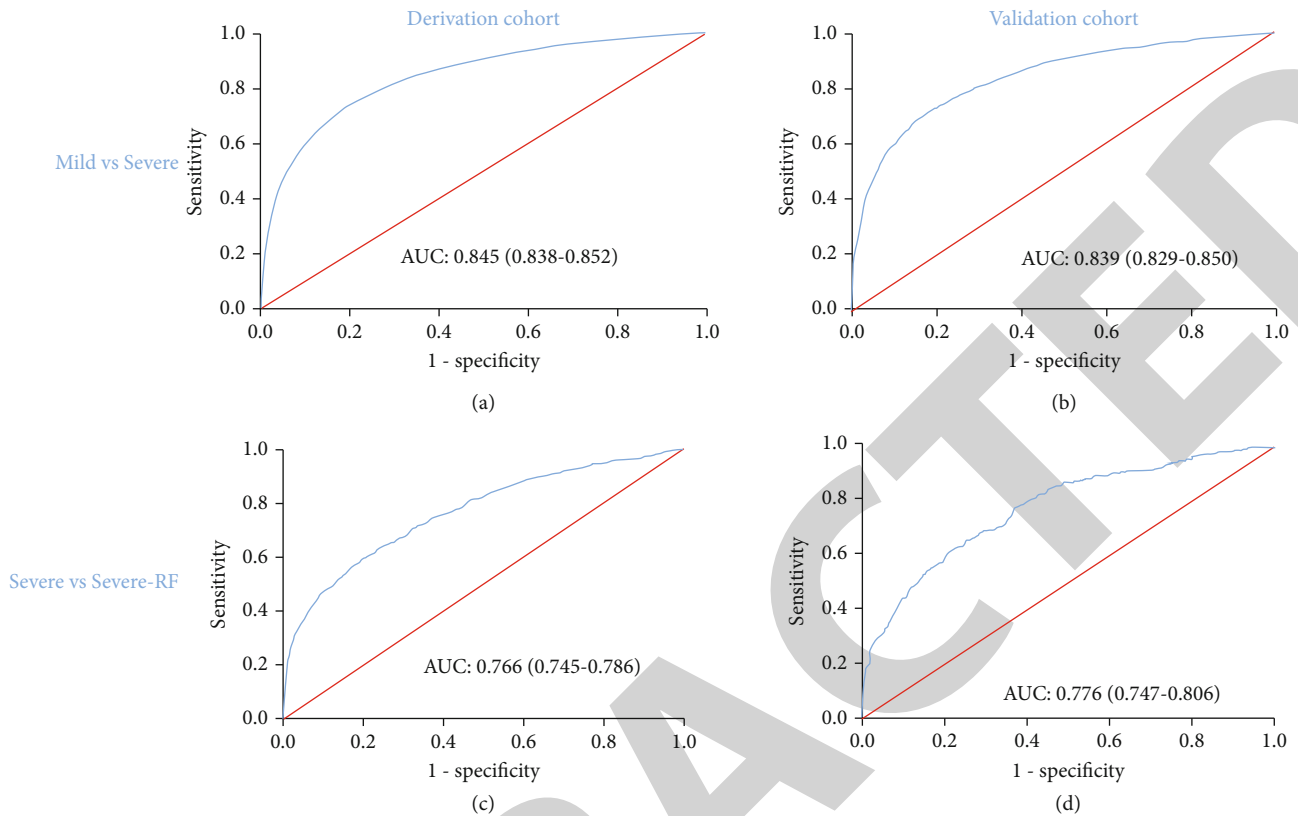 Derivation cohort
Validation cohort
Mild vs Severe
Sensitivity
1.0
0.8
0.6
0.4
0.2
0.0
AUC: 0.845 (0.838-0.852)
0.0 0.2 0.4 0.6 0.8 1.0
1 - specificity
(a)
Sensitivity
1.0
0.8
0.6
0.4
0.2
0.0
AUC: 0.839 (0.829-0.850)
0.0 0.2 0.4 0.6 0.8 1.0
1 - specificity
(b)
Severe vs Severe-RF
Sensitivity
1.0
0.8
0.6
0.4
0.2
0.0
AUC: 0.766 (0.745-0.786)
0.0 0.2 0.4 0.6 0.8 1.0
1 - specificity
(c)
Sensitivity
1.0
0.8
0.6
0.4
0.2
0.0
AUC: 0.776 (0.747-0.806)
0.0 0.2 0.4 0.6 0.8 1.0
1 - specificity
(d)
ACTED